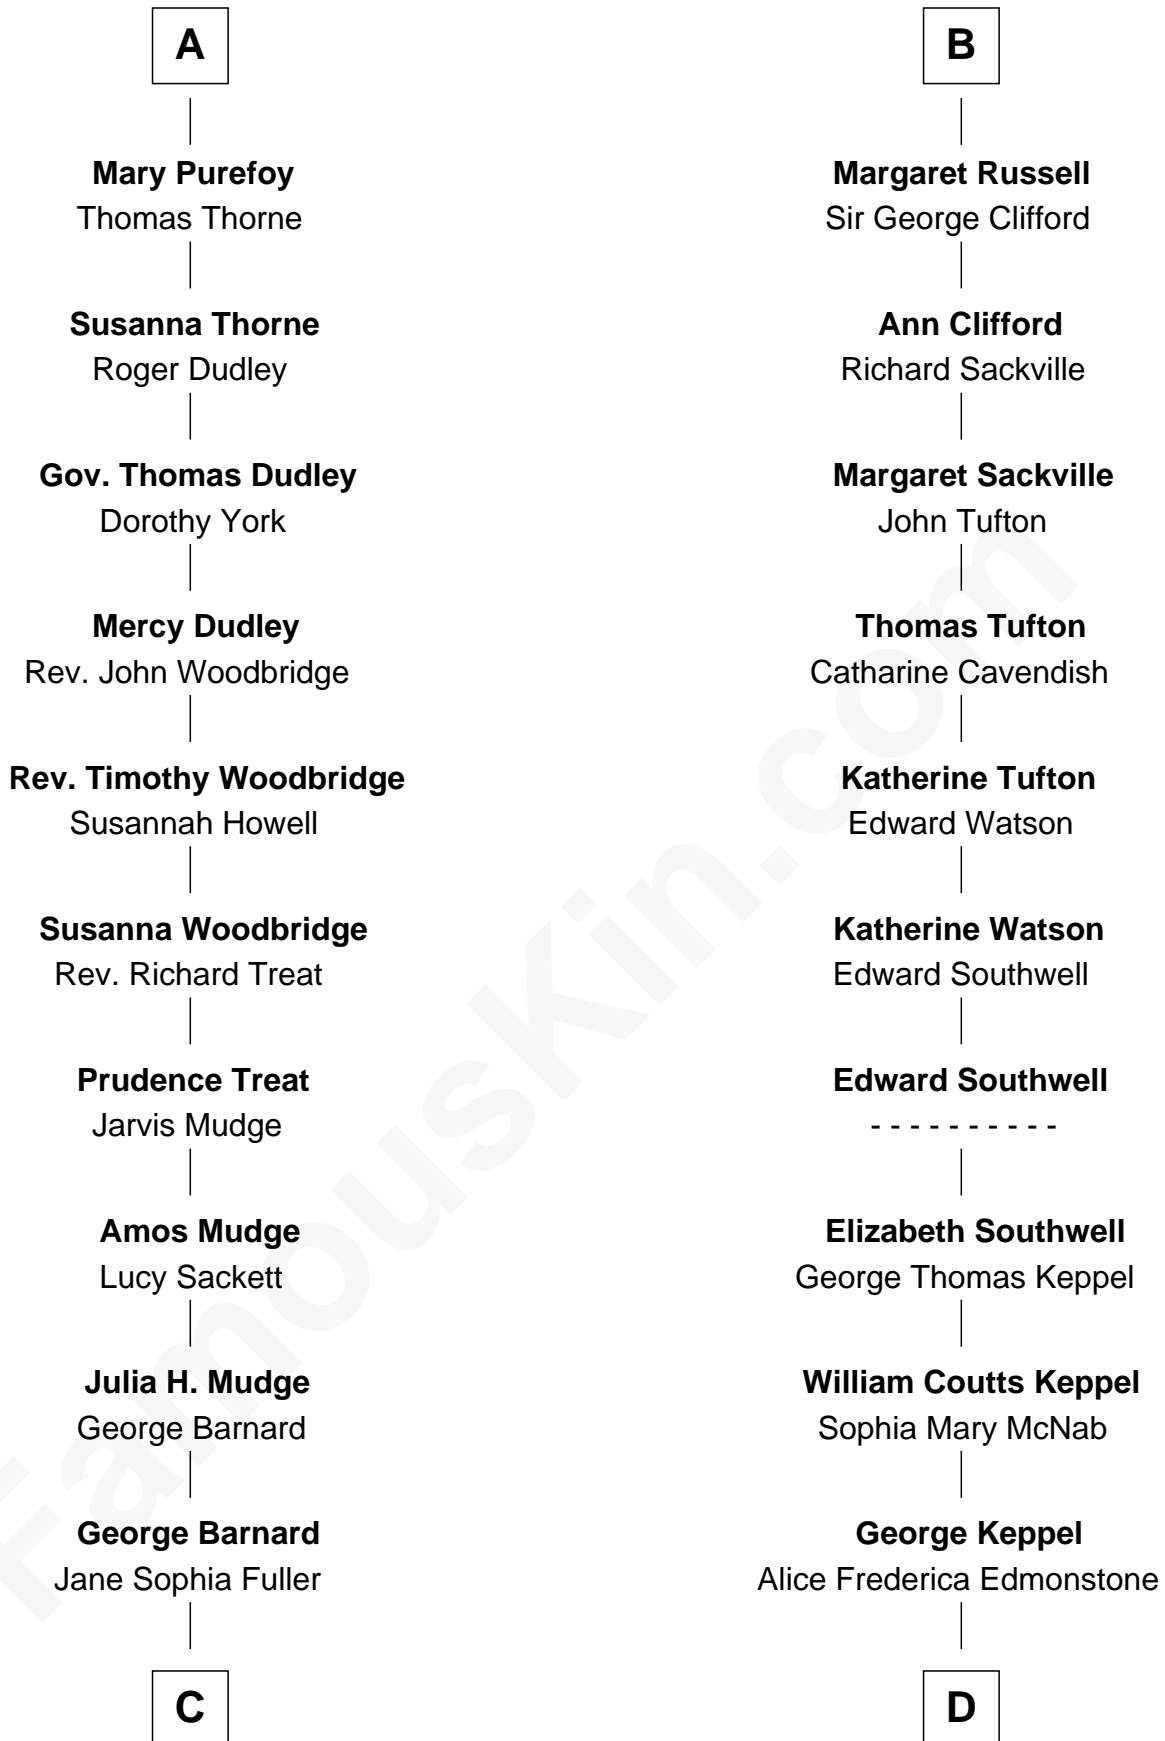 A
Mary Purefoy
Thomas Thorne
Susanna Thorne
Roger Dudley
Gov. Thomas Dudley
Dorothy York
Mercy Dudley
Rev. John Woodbridge
Rev. Timothy Woodbridge
Susannah Howell
Susanna Woodbridge
Rev. Richard Treat
Prudence Treat
Jarvis Mudge
Amos Mudge
Lucy Sackett
Julia H. Mudge
George Barnard
George Barnard
Jane Sophia Fuller
C
B
Margaret Russell
Sir George Clifford
Ann Clifford
Richard Sackville
Margaret Sackville
John Tufton
Thomas Tufton
Catharine Cavendish
Katherine Tufton
Edward Watson
Katherine Watson
Edward Southwell
Edward Southwell
- - - - - - - - - -
Elizabeth Southwell
George Thomas Keppel
William Coutts Keppel
Sophia Mary McNab
George Keppel
Alice Frederica Edmonstone
D
FamousKin.com